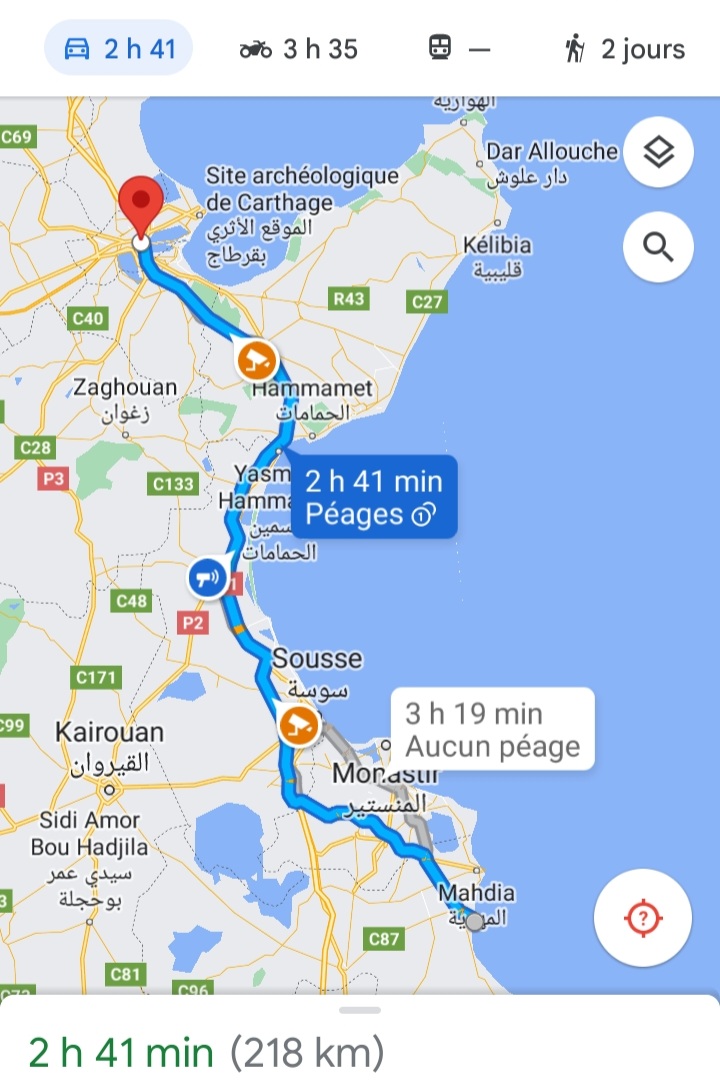 2 h 41
3 h 35
—
2 jours
الهوارية
C69
Dar Allouche
دار علوش
Site archéologique
de Carthage
الموقع الأثري
بقرطاج
Kélibia
قليبية
R43
C27
C40
Zaghouan
زغوان
Hammamet
الحمامات
C28
P3
C133
Yasm
Hamma
ياسمين
الحمامات
2 h 41 min
Péages
1
C48
P2
Sousse
سوسة
C171
C99
3 h 19 min
Aucun péage
Kairouan
القيروان
Monastir
المنستير
Sidi Amor
Bou Hadjila
سيدي عمر
بوحجلة
Mahdia
المهدية
3
C87
C81
C96
?
2 h 41 min (218 km)